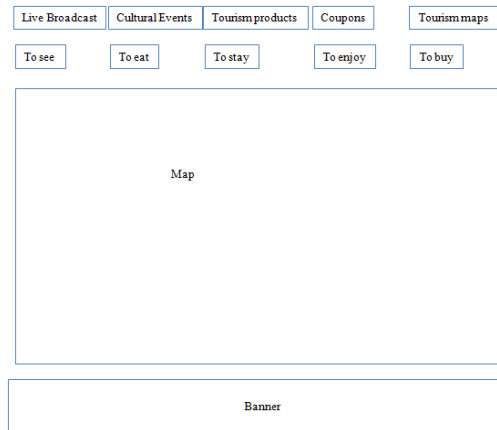 Live Broadcast Cultural Events Tourism products Coupons Tourism maps
To see To eat To stay To enjoy To buy
Map
Banner